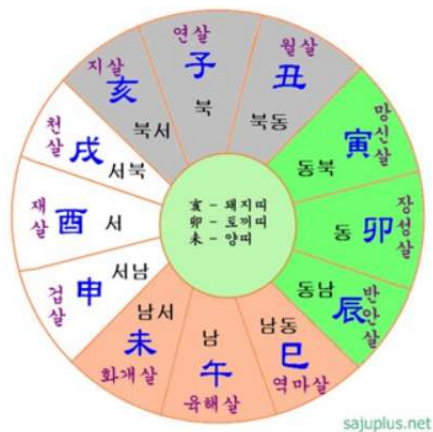 연살
子
북
월살
丑
북동
망신살
寅
동북
장성살
卯
동
반안살
辰
동남
역마살
巳
남동
육해살
午
남
화개살
未
남서
겁살
申
서남
재살
酉
서
천살
戌
서북
지살
亥
북서
亥 - 돼지띠
卯 - 토끼띠
未 - 양띠
sajuplus.net